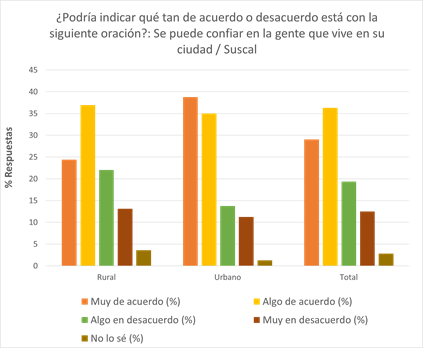 ¿Podría indicar qué tan de acuerdo o desacuerdo está con la
siguiente oración?: Se puede confiar en la gente que vive en su
ciudad / Suscal
% Respuestas
45
40
35
30
25
20
15
10
5
0
Rural
Urbano
Total
Muy de acuerdo (%)
Algo de acuerdo (%)
Algo en desacuerdo (%)
Muy en desacuerdo (%)
No lo sé (%)